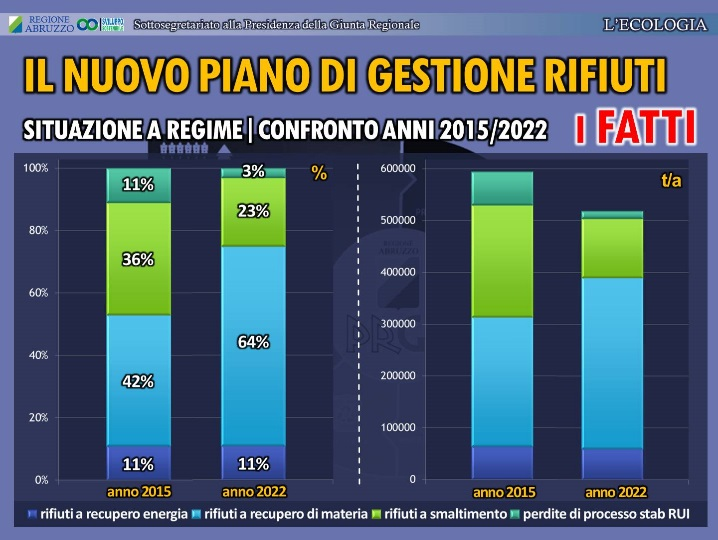 REGIONE
ABRUZZO
Sottosegretariato alla Presidenza della Giunta Regionale
L'ECOLOGIA
IL NUOVO PIANO DI GESTIONE RIFIUTI
SITUAZIONE A REGIME | CONFRONTO ANNI 2015/2022
I FATTI
100%
80%
60%
40%
20%
0%
11%
36%
42%
11%
3%
23%
64%
11%
%
anno 2015
anno 2022
600000
500000
400000
300000
200000
100000
0
t/a
anno 2015
anno 2022
rifiuti a recupero energia
rifiuti a recupero di materia
rifiuti a smaltimento
perdite di processo stab RUI